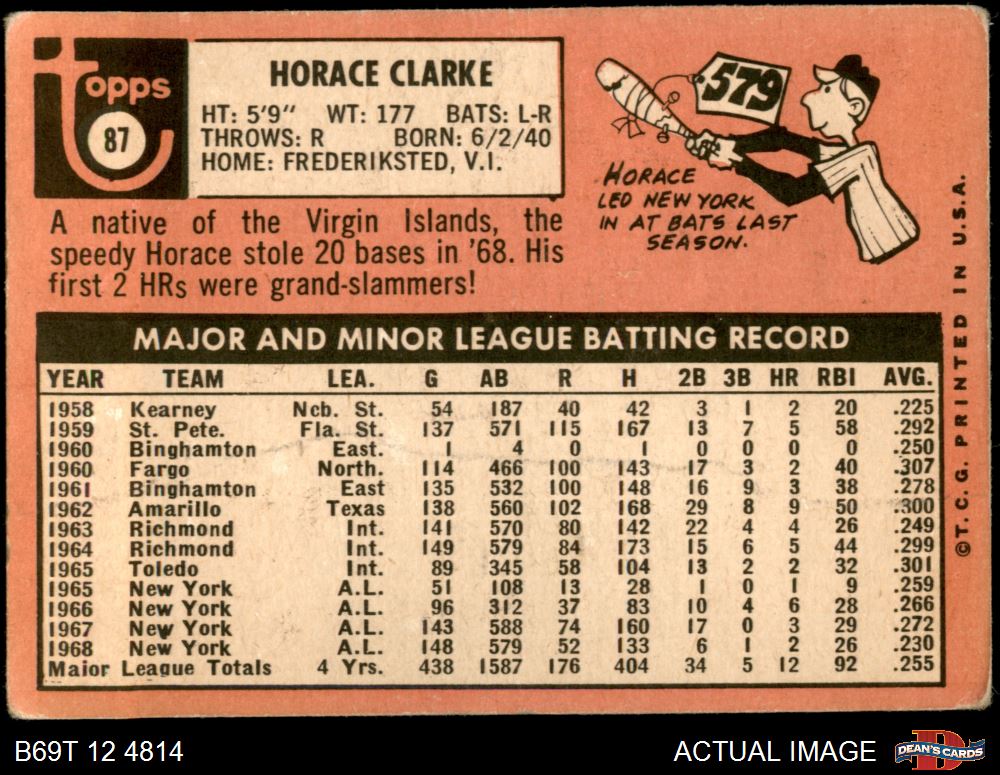 Topps
87
HORACE CLARKE
HT: 5'9" WT: 177 BATS: L-R
THROWS: R BORN: 6/2/40
HOME: FREDERIKSTED, V.I.
A native of the Virgin Islands, the
speedy Horace stole 20 bases in '68. His
first 2 HRs were grand-slammers!
579
HORACE
LED NEW YORK
IN AT BATS LAST
SEASON.
MAJOR AND MINOR LEAGUE BATTING RECORD
YEAR TEAM LEA. G AB R H 2B 3B HR RBI AVG.
1958 Kearney Neb. St. 54 187 40 42 3 1 2 20 .225
1959 St. Pete. Fla. St. 137 571 115 167 13 7 5 58 .292
1960 Binghamton East. 1 4 0 1 0 0 0 0 .250
1960 Fargo North. 114 466 100 143 17 3 2 40 .307
1961 Binghamton East 135 532 100 148 16 9 3 38 .278
1962 Amarillo Texas 138 560 102 168 29 8 9 50 .300
1963 Richmond Int. 141 570 80 142 22 4 4 26 .249
1964 Richmond Int. 149 579 84 173 15 6 5 44 .299
1965 Toledo Int. 89 345 58 104 13 2 2 32 .301
1965 New York A.L. 51 108 13 28 1 0 1 9 .259
1966 New York A.L. 96 312 37 83 10 4 6 28 .266
1967 New York A.L. 143 588 74 160 17 0 3 29 .272
1968 New York A.L. 148 579 52 133 6 1 2 26 .230
Major League Totals 4 Yrs. 438 1587 176 404 34 5 12 92 .255
©T.C.G. PRINTED IN U.S.A.
B69T 12 4814
ACTUAL IMAGE
D
DEAN'S CARDS